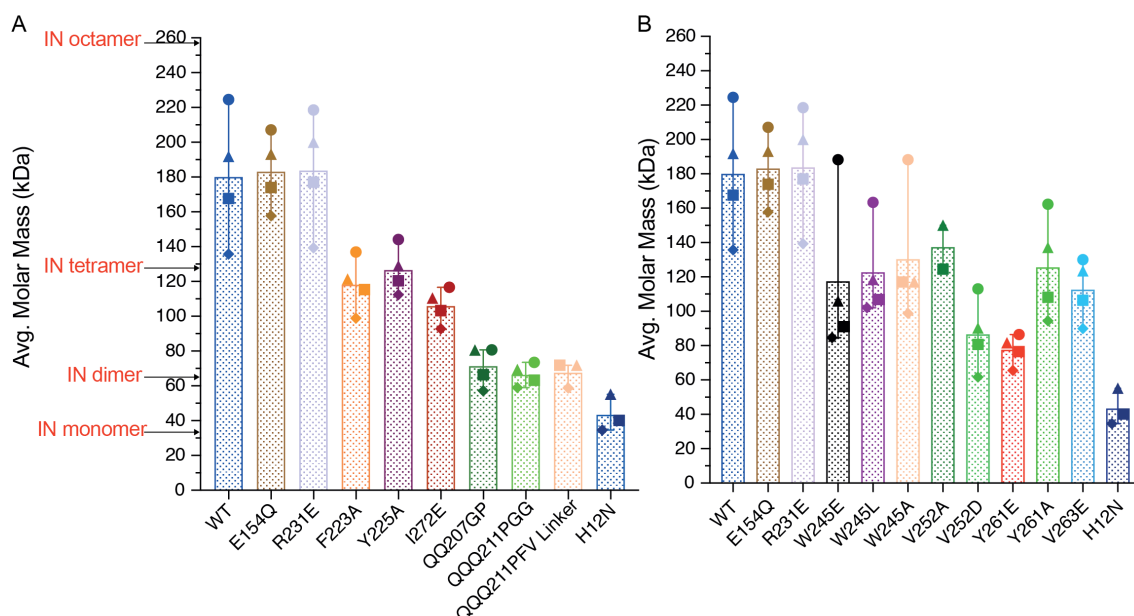 A
IN octamer
IN tetramer
IN dimer
IN monomer
Avg. Molar Mass (kDa)
260
240
220
200
180
160
140
120
100
80
60
40
20
0
WT
E154Q
R231E
F223A
Y225A
I272E
QQ207GP
QQQ211PGG
QQQ211PFV Linker
H12N
B
Avg. Molar Mass (kDa)
260
240
220
200
180
160
140
120
100
80
60
40
20
0
WT
E154Q
R231E
W245E
W245L
W245A
V252A
V252D
Y261E
Y261A
V263E
H12N